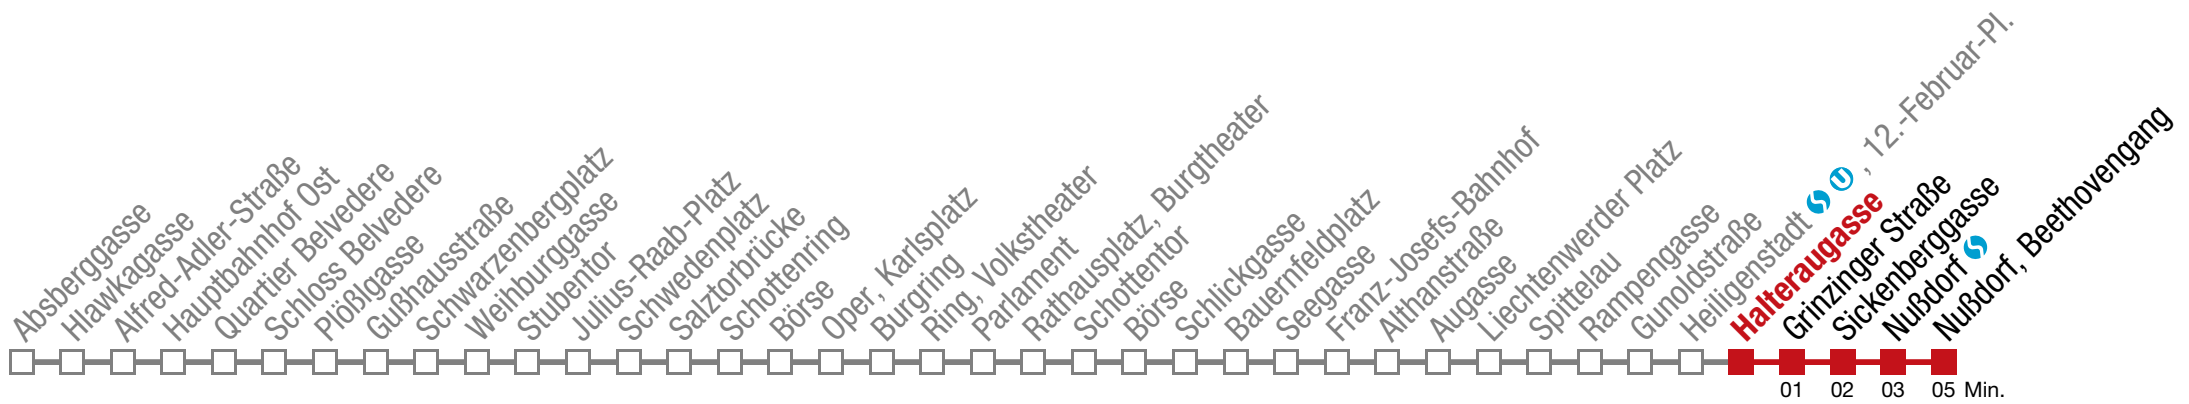 Absberggasse
Hlawkagasse
Alfred-Adler-Straße
Hauptbahnhof Ost
Quartier Belvedere
Schloss Belvedere
Plößlgasse
Gußhausstraße
Schwarzenbergplatz
Weihburggasse
Stubentor
Julius-Raab-Platz
Schwedenplatz
Salztorbrücke
Schottenring
Börse
Oper, Karlsplatz
Burgring
Ring, Volkstheater
Parlament
Rathausplatz, Burgtheater
Schottentor
Börse
Schlickgasse
Bauernfeldplatz
Seegasse
Franz-Josefs-Bahnhof
Althanstraße
Augasse
Liechtenwerder Platz
Spittelau
Rampengasse
Gunoldstraße
Heiligenstadt S U , 12.-Februar-Pl.
Halteraugasse
Grinzinger Straße
Sickenberggasse
Nußdorf S
Nußdorf, Beethovengang
01 02 03 05 Min.